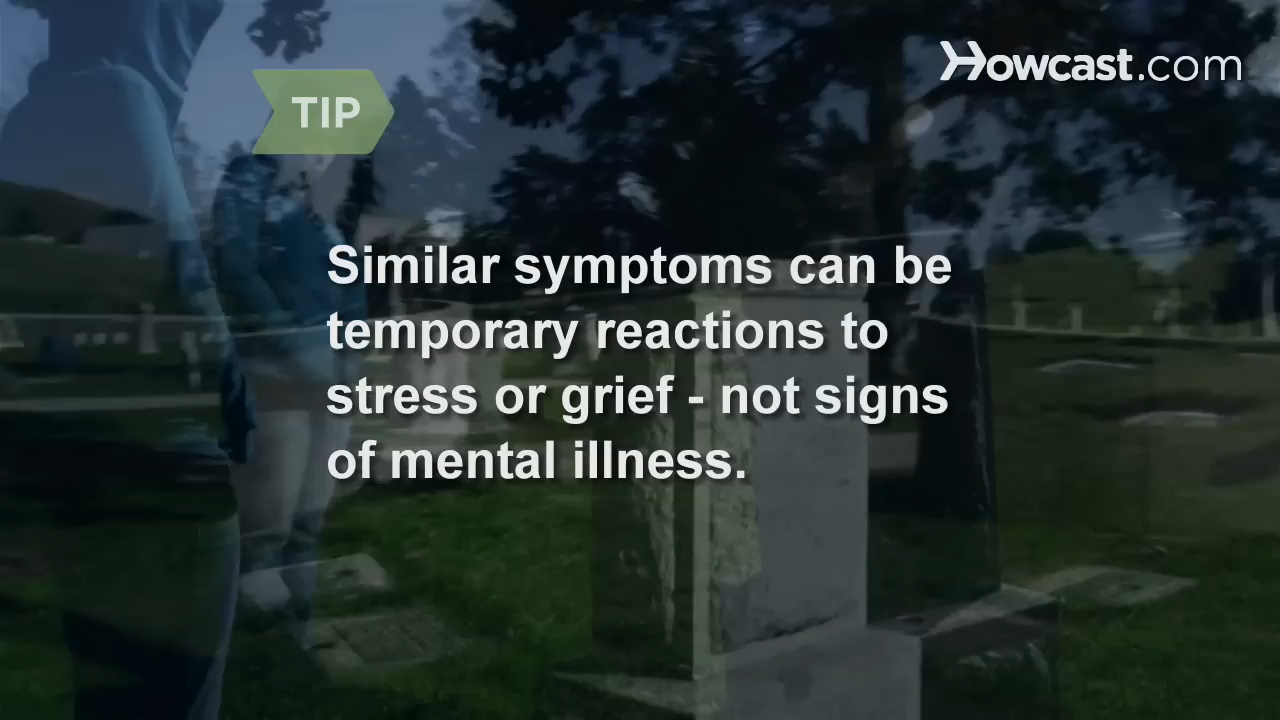 Howcast.com
TIP
Similar symptoms can be
temporary reactions to
stress or grief - not signs
of mental illness.